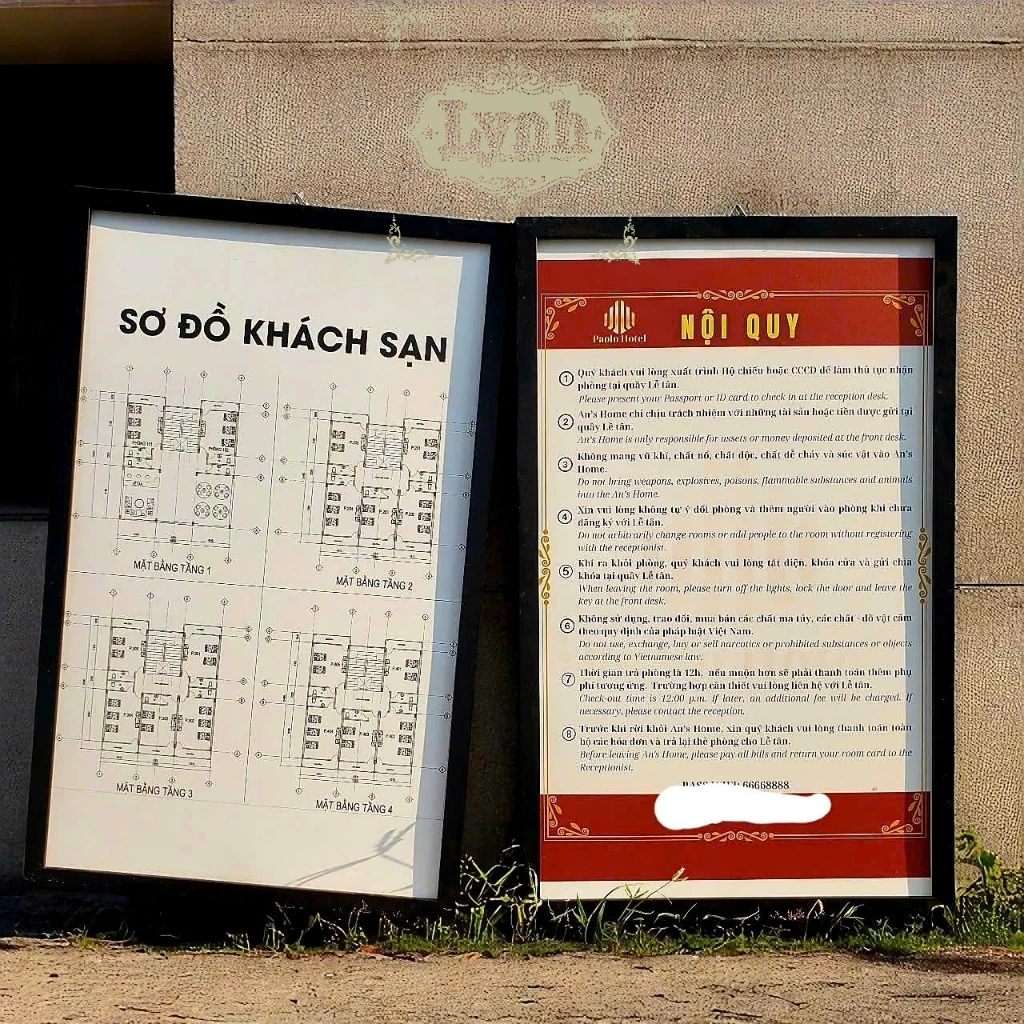 Lynh
SƠ ĐỒ KHÁCH SẠN
MẶT BẰNG TẦNG 1
MẶT BẰNG TẦNG 2
MẶT BẰNG TẦNG 3
MẶT BẰNG TẦNG 4
Paolo Hotel
NỘI QUY
1 Quý khách vui lòng xuất trình Hộ chiếu hoặc CCCD để làm thủ tục nhận
phòng tại quầy Lễ tân.
Please present your Passport or ID card to check in at the reception desk.
2 An's Home chỉ chịu trách nhiệm với những tài sản hoặc tiền được gửi tại
quầy Lễ tân.
An's Home is only responsible for assets or money deposited at the front desk.
3 Không mang vũ khí, chất nổ, chất độc, chất dễ cháy và súc vật vào An's
Home.
Do not bring weapons, explosives, poisons, flammable substances and animals
into the An's Home.
4 Xin vui lòng không tự ý đổi phòng và thêm người vào phòng khi chưa
đăng ký với Lễ tân.
Do not arbitrarily change rooms or add people to the room without registering
with the receptionist.
5 Khi ra khỏi phòng, quý khách vui lòng tắt điện, khóa cửa và gửi chìa
khóa tại quầy Lễ tân.
When leaving the room, please turn off the lights, lock the door and leave the
key at the front desk.
6 Không sử dụng, trao đổi, mua bán các chất ma túy, các chất - đồ vật cấm
theo quy định của pháp luật Việt Nam.
Do not use, exchange, buy or sell narcotics or prohibited substances or objects
according to Vietnamese law.
7 Thời gian trả phòng là 12h, nếu muộn hơn sẽ phải thanh toán thêm phụ
phí tương ứng. Trường hợp cần thiết vui lòng liên hệ với Lễ tân.
Check-out time is 12:00 p.m. If later, an additional fee will be charged. If
necessary, please contact the reception.
8 Trước khi rời khỏi An's Home, xin quý khách vui lòng thanh toán toàn
bộ các hóa đơn và trả lại thẻ phòng cho Lễ tân.
Before leaving An's Home, please pay all bills and return your room card to the
Receptionist.
66668888